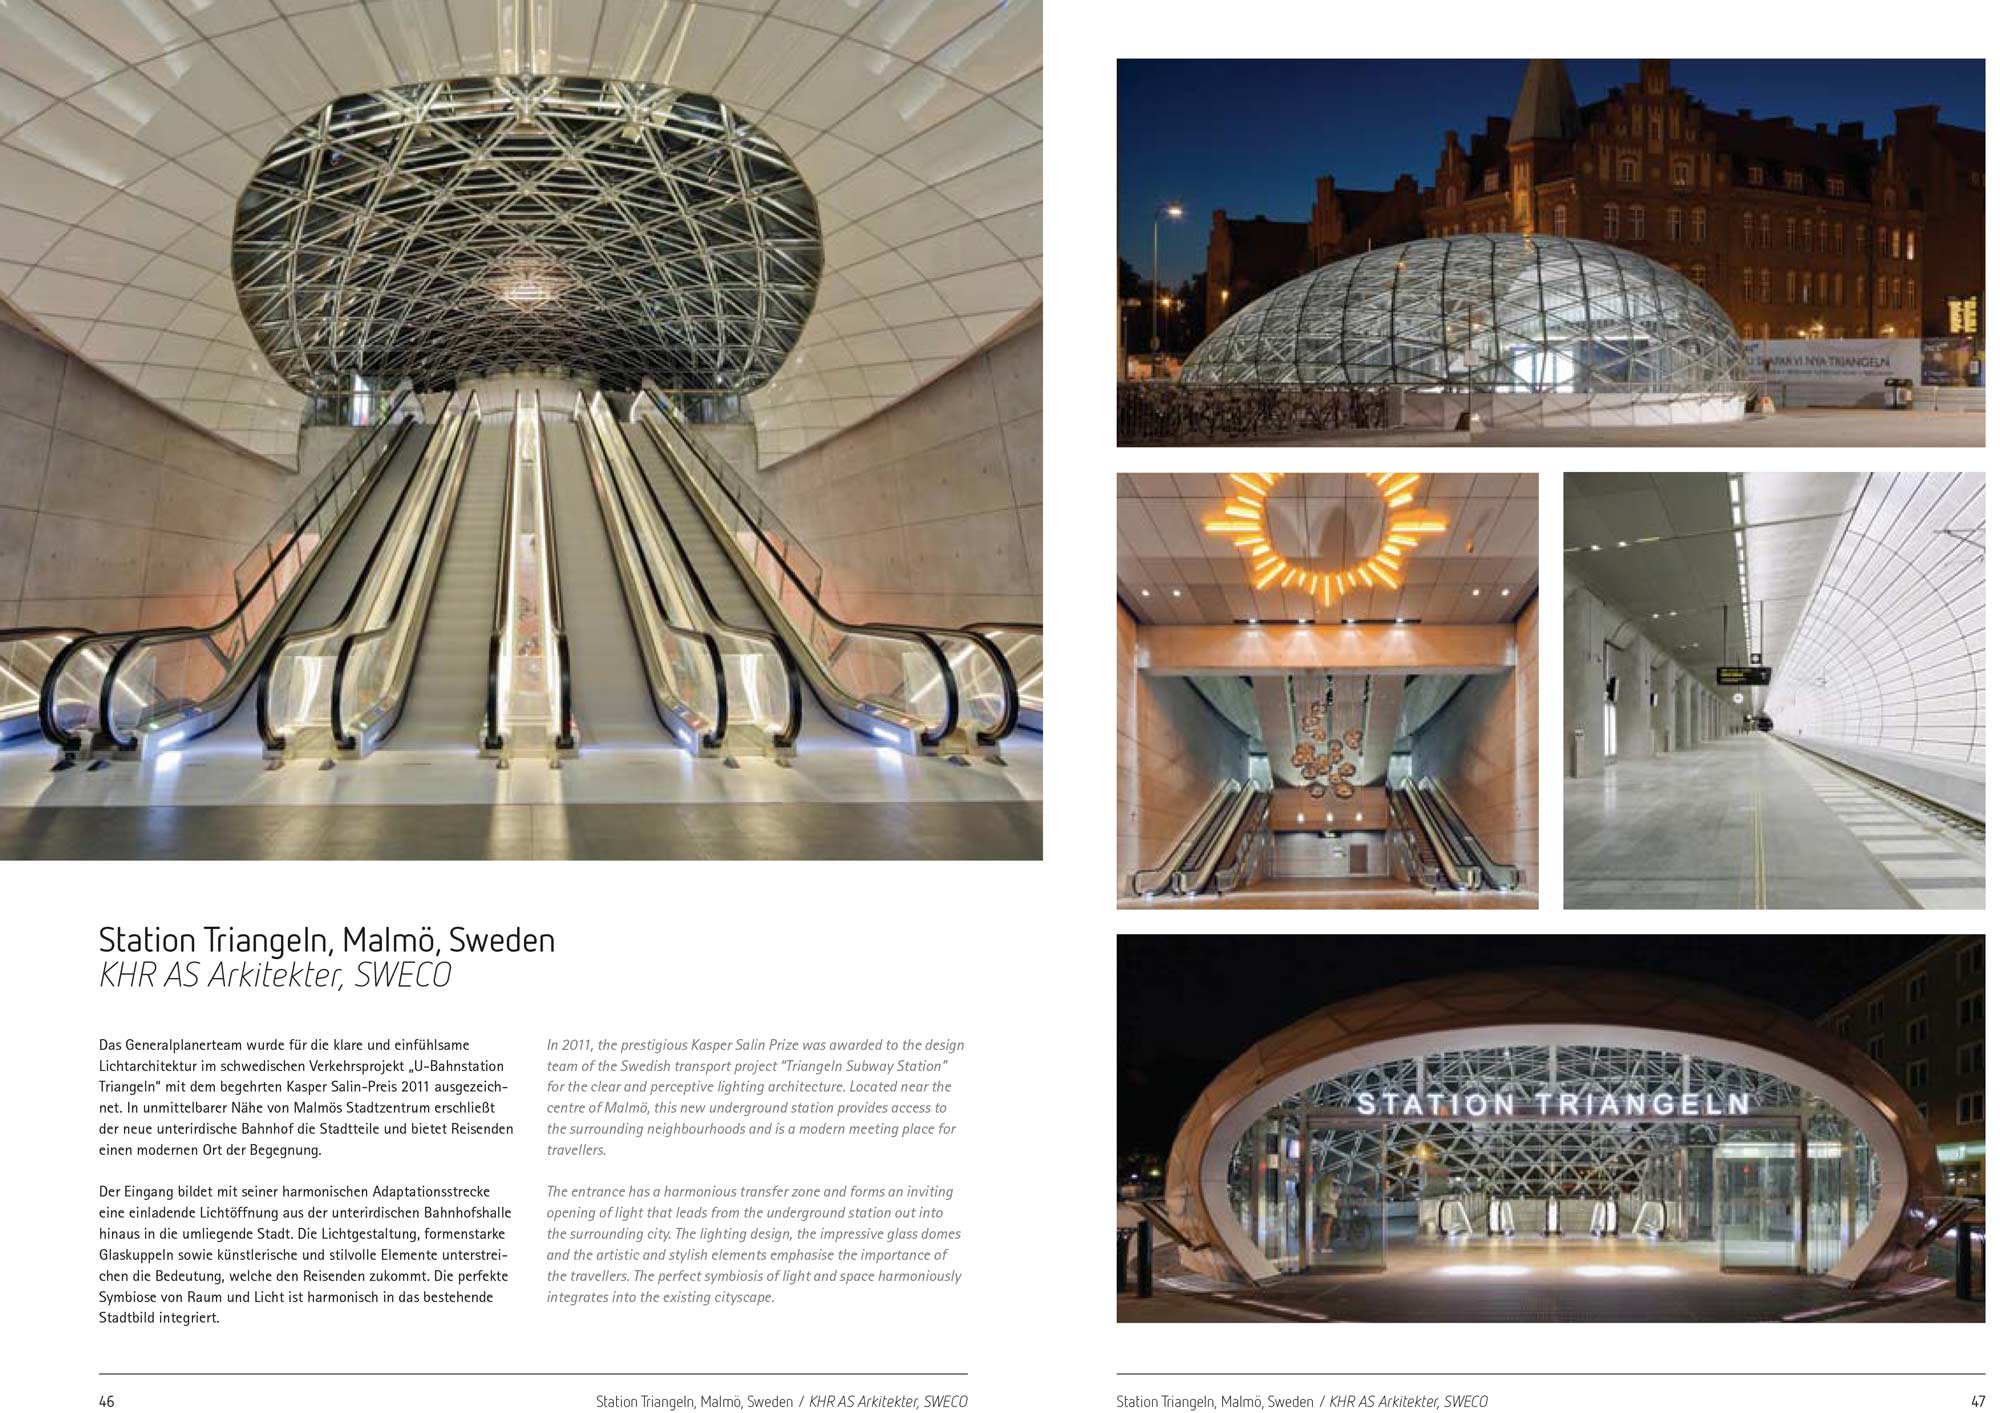 Station Triangeln, Malmö, Sweden
KHR AS Arkitekter, SWECO
Das Generalplanerteam wurde für die klare und einfühlsame
Lichtarchitektur im schwedischen Verkehrsprojekt „U-Bahnstation
Triangeln“ mit dem begehrten Kasper Salin-Preis 2011 ausgezeich-
net. In unmittelbarer Nähe von Malmös Stadtzentrum erschließt
der neue unterirdische Bahnhof die Stadtteile und bietet Reisenden
einen modernen Ort der Begegnung.
Der Eingang bildet mit seiner harmonischen Adaptationsstrecke
eine einladende Lichtöffnung aus der unterirdischen Bahnhofshalle
hinaus in die umliegende Stadt. Die Lichtgestaltung, formenstarke
Glaskuppeln sowie künstlerische und stilvolle Elemente unterstrei-
chen die Bedeutung, welche den Reisenden zukommt. Die perfekte
Symbiose von Raum und Licht ist harmonisch in das bestehende
Stadtbild integriert.
In 2011, the prestigious Kasper Salin Prize was awarded to the design
team of the Swedish transport project “Triangeln Subway Station”
for the clear and perceptive lighting architecture. Located near the
centre of Malmö, this new underground station provides access to
the surrounding neighbourhoods and is a modern meeting place for
travellers.
The entrance has a harmonious transfer zone and forms an inviting
opening of light that leads from the underground station out into
the surrounding city. The lighting design, the impressive glass domes
and the artistic and stylish elements emphasise the importance of
the travellers. The perfect symbiosis of light and space harmoniously
integrates into the existing cityscape.
46
Station Triangeln, Malmö, Sweden / KHR AS Arkitekter, SWECO
SKAPAR VI NYA TRIANGELN
STATION TRIANGELN
Station Triangeln, Malmö, Sweden / KHR AS Arkitekter, SWECO
47